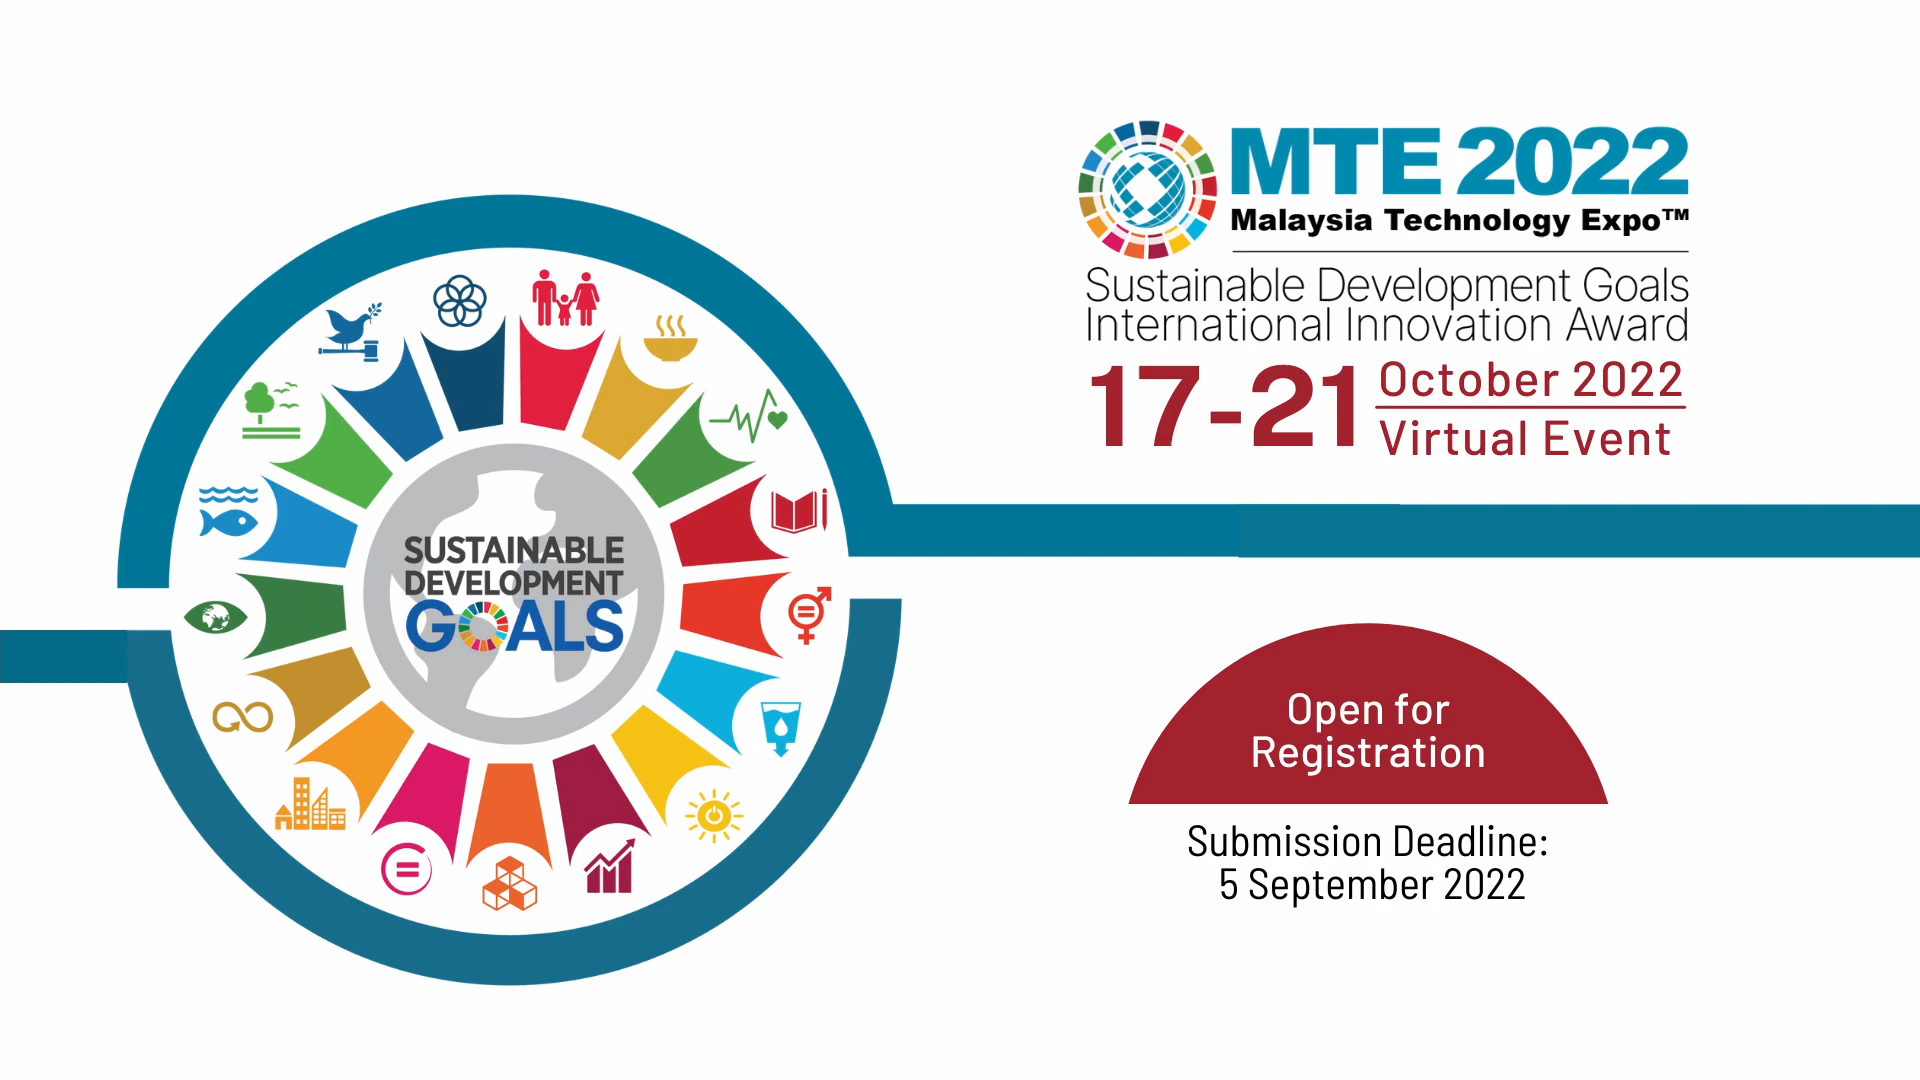 SUSTAINABLE
DEVELOPMENT
GOALS
MTE 2022
Malaysia Technology Expo™
Sustainable Development Goals
International Innovation Award
17-21
October 2022
Virtual Event
Open for
Registration
Submission Deadline:
5 September 2022